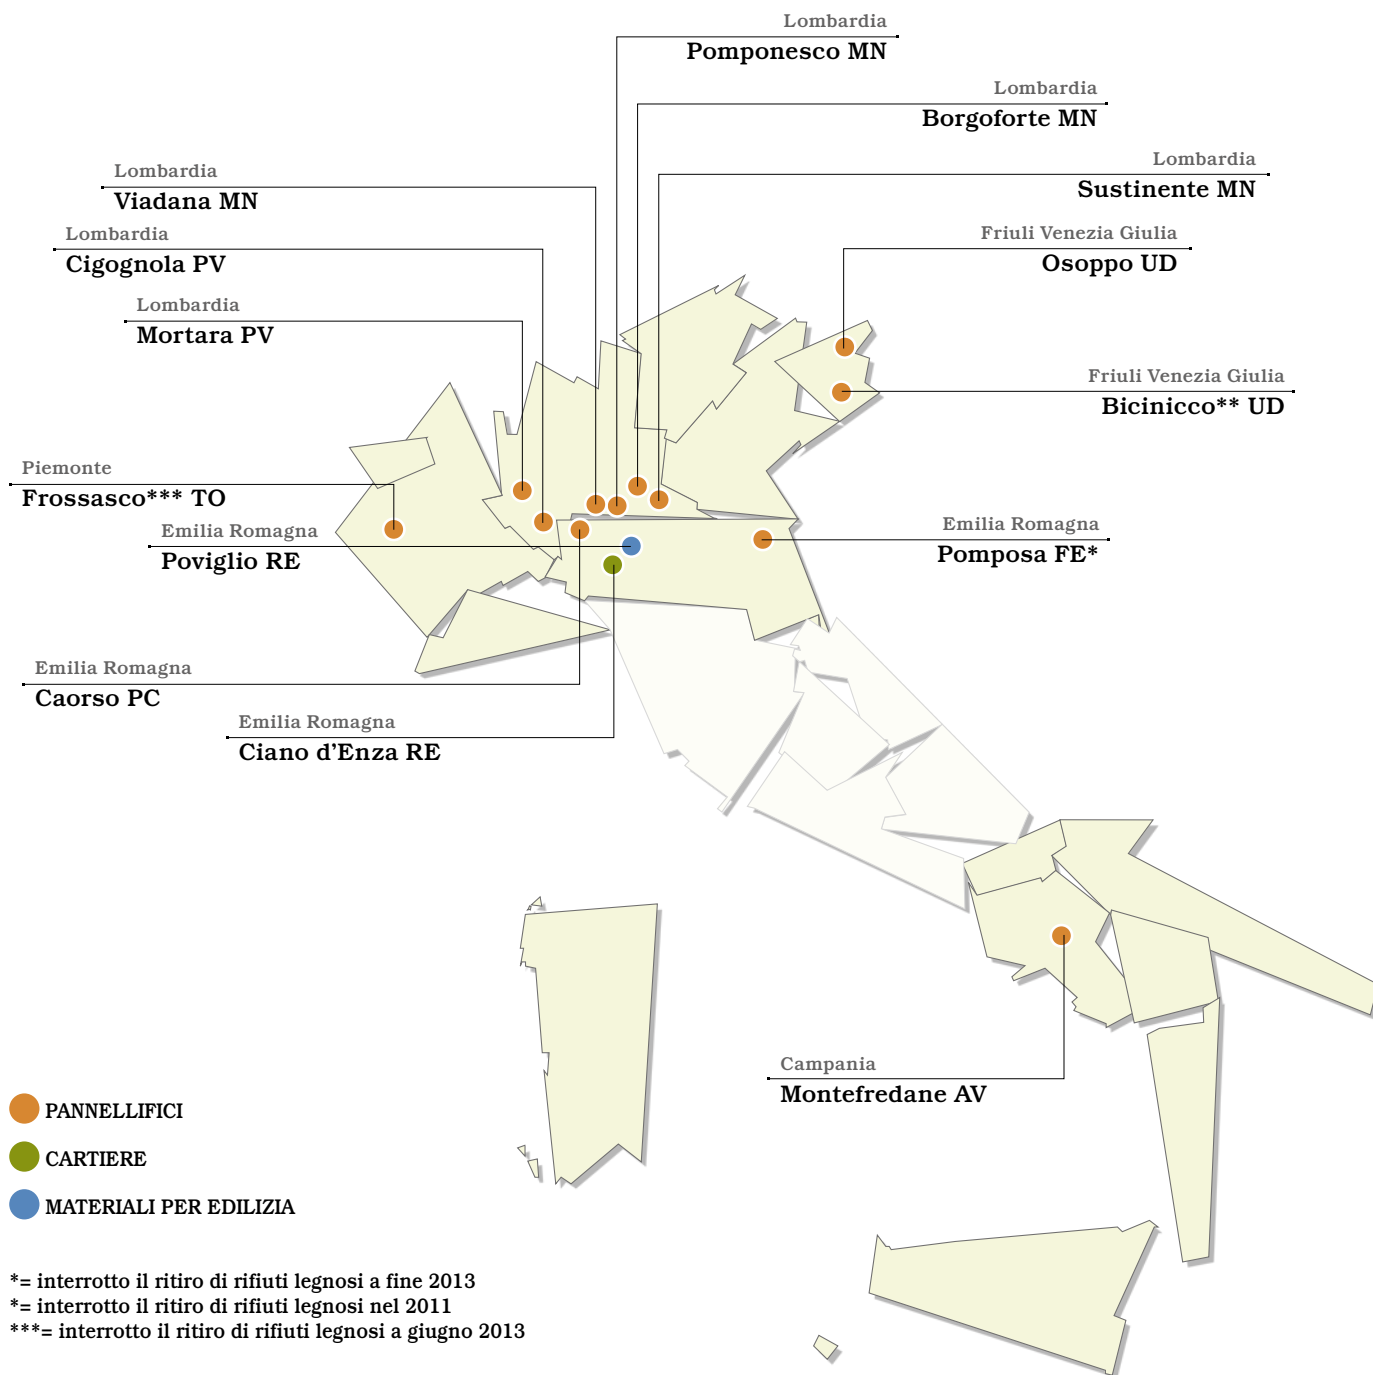 Lombardia
Pomponesco MN
Lombardia
Borgoforte MN
Lombardia
Sustinente MN
Lombardia
Viadana MN
Lombardia
Cigognola PV
Friuli Venezia Giulia
Osoppo UD
Lombardia
Mortara PV
Friuli Venezia Giulia
Bicinicco** UD
Piemonte
Frossasco*** TO
Emilia Romagna
Poviglio RE
Emilia Romagna
Pomposa FE*
Emilia Romagna
Caorso PC
Emilia Romagna
Ciano d'Enza RE
Campania
Montefredane AV
PANNELLIFICI
CARTIERE
MATERIALI PER EDILIZIA
*= interrotto il ritiro di rifiuti legnosi a fine 2013
*= interrotto il ritiro di rifiuti legnosi nel 2011
***= interrotto il ritiro di rifiuti legnosi a giugno 2013